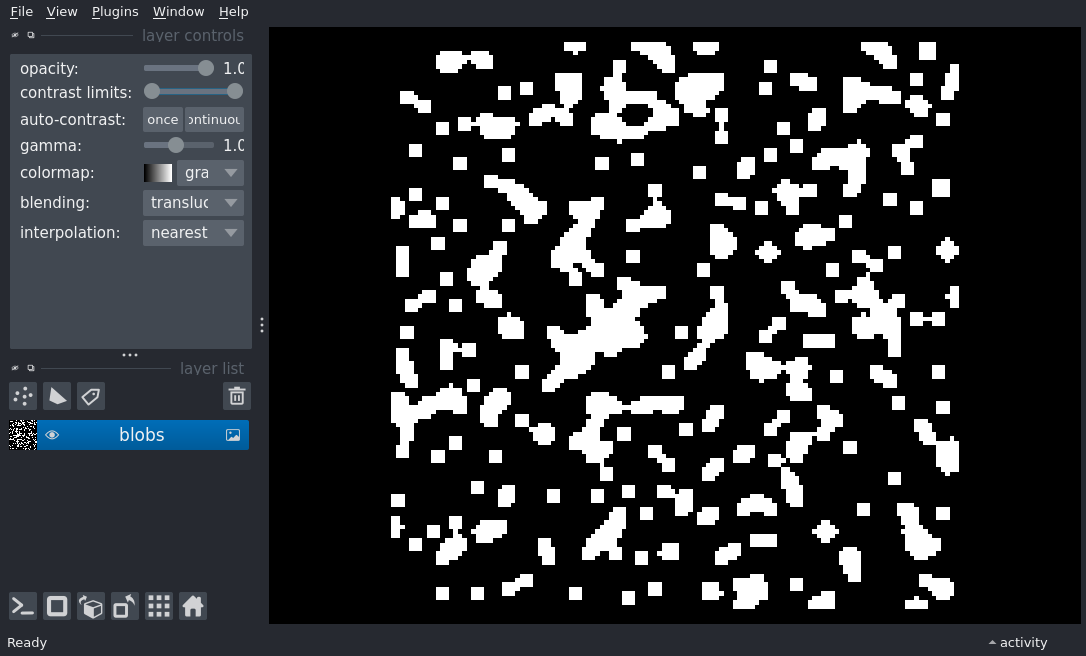 File View Plugins Window Help
layer controls
opacity: 1.0
contrast limits:
auto-contrast: once ontinuou
gamma: 1.0
colormap: gra
blending: transluc
interpolation: nearest
layer list
blobs
Ready
activity